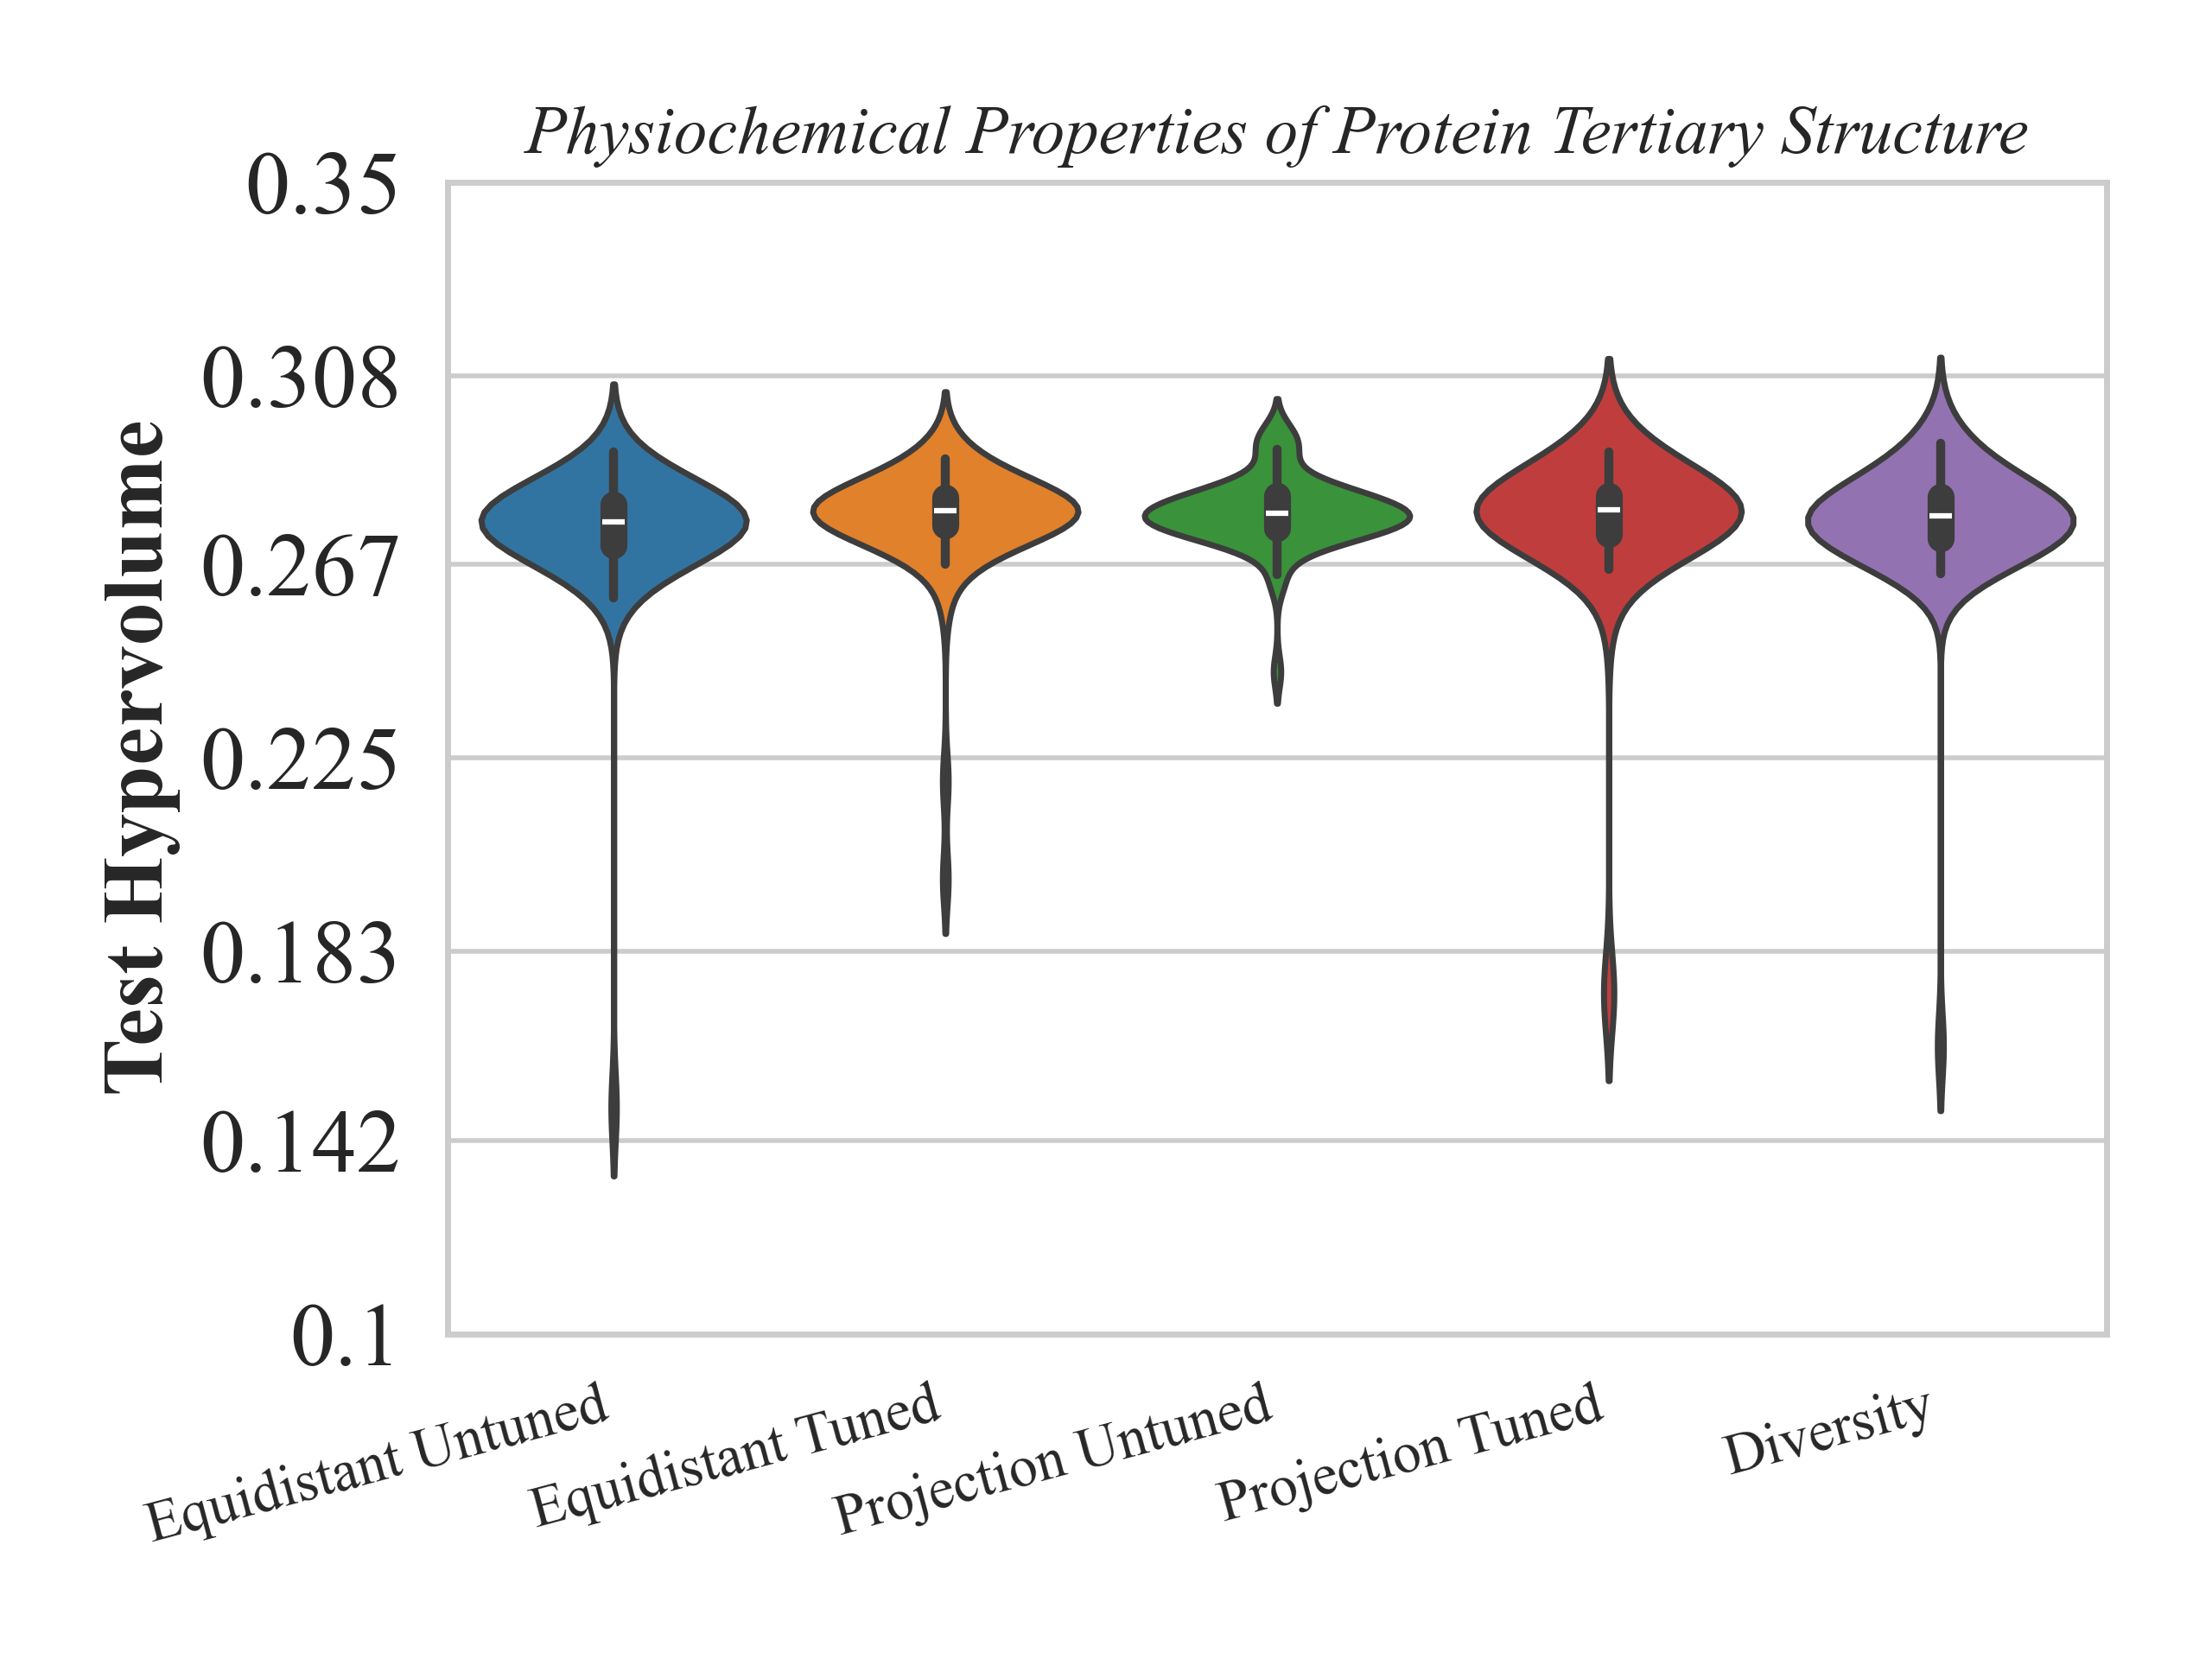 Physiochemical Properties of Protein Tertiary Structure
Test Hypervolume
0.35
0.308
0.267
0.225
0.183
0.142
0.1
Equidistant Untuned
Equidistant Tuned
Projection Untuned
Projection Tuned
Diversity